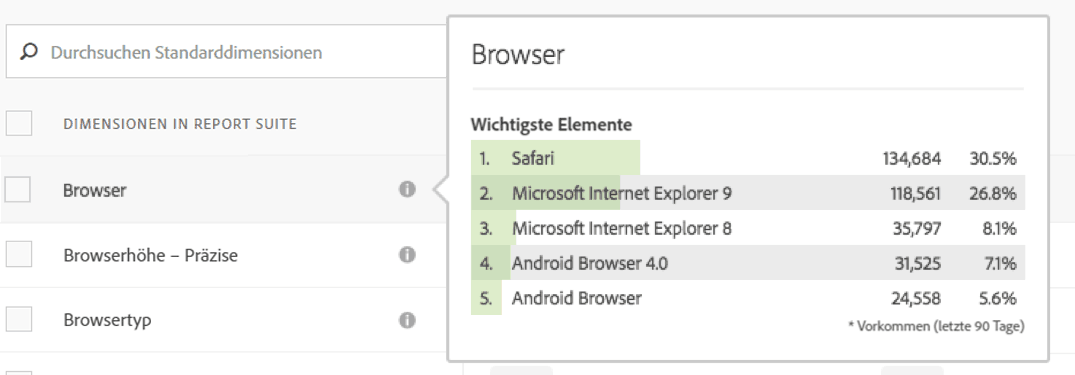 Durchsuchen Standarddimensionen
DIMENSIONEN IN REPORT SUITE
Browser
Browserhöhe – Präzise
Browsertyp
Browser
Wichtigste Elemente
1. Safari 134,684 30.5%
2. Microsoft Internet Explorer 9 118,561 26.8%
3. Microsoft Internet Explorer 8 35,797 8.1%
4. Android Browser 4.0 31,525 7.1%
5. Android Browser 24,558 5.6%
* Vorkommen (letzte 90 Tage)